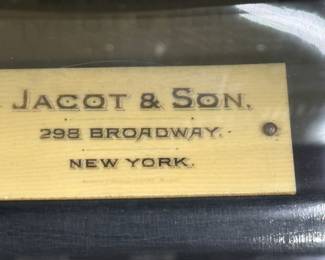 JACOT & SON.
298 BROADWAY.
NEW YORK.